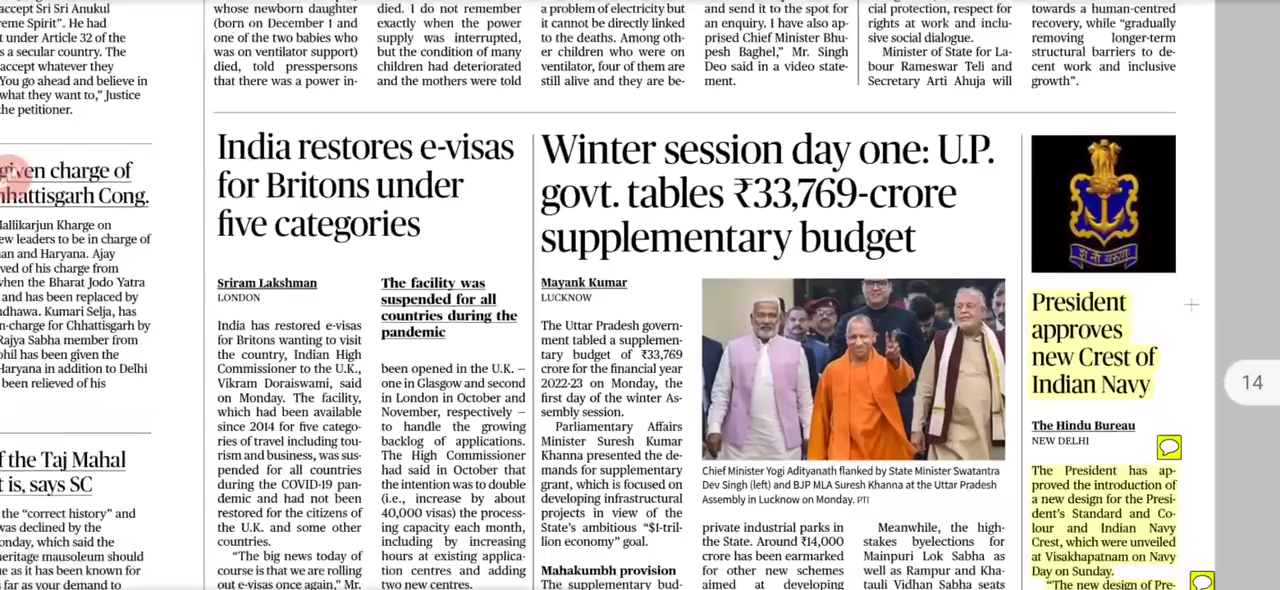 accept Sri Sri Anukul
reme Spirit". He had
t under Article 32 of the
s a secular country. The
accept whatever they
You go ahead and believe in
what they want to," Justice
the petitioner.
given charge of
hhattisgarh Cong.
Mallikarjun Kharge on
ew leaders to be in charge of
an and Haryana. Ajay
ved of his charge from
when the Bharat Jodo Yatra
and has been replaced by
ndhawa. Kumari Selja, has
n-charge for Chhattisgarh by
Rajya Sabha member from
ohil has been given the
Haryana in addition to Delhi
been relieved of his
f the Taj Mahal
t is, says SC
the "correct history" and
was declined by the
onday, which said the
heritage mausoleum should
e as it has been known for
s far as your demand to
whose newborn daughter
(born on December 1 and
one of the two babies who
was on ventilator support)
died, told presspersons
that there was a power in-
died. I do not remember
exactly when the power
supply was interrupted,
but the condition of many
children had deteriorated
and the mothers were told
a problem of electricity but
it cannot be directly linked
to the deaths. Among oth-
er children who were on
ventilator, four of them are
still alive and they are be-
and send it to the spot for
an enquiry. I have also ap-
prised Chief Minister Bhu-
pesh Baghel," Mr. Singh
Deo said in a video state-
ment.
cial protection, respect for
rights at work and inclu-
sive social dialogue.
Minister of State for La-
bour Rameswar Teli and
Secretary Arti Ahuja will
towards a human-centred
recovery, while "gradually
removing longer-term
structural barriers to de-
cent work and inclusive
growth".
India restores e-visas
for Britons under
five categories
Sriram Lakshman
LONDON
India has restored e-visas
for Britons wanting to visit
the country, Indian High
Commissioner to the U.K.,
Vikram Doraiswami, said
on Monday. The facility,
which had been available
since 2014 for five catego-
ries of travel including tou-
rism and business, was sus-
pended for all countries
during the COVID-19 pan-
demic and had not been
restored for the citizens of
the U.K. and some other
countries.
"The big news today of
course is that we are rolling
out e-visas once again," Mr.
The facility was
suspended for all
countries during the
pandemic
been opened in the U.K. –
one in Glasgow and second
in London in October and
November, respectively –
to handle the growing
backlog of applications.
The High Commissioner
had said in October that
the intention was to double
(i.e., increase by about
40,000 visas) the process-
ing capacity each month,
including by increasing
hours at existing applica-
tion centres and adding
two new centres.
Winter session day one: U.P.
govt. tables ₹33,769-crore
supplementary budget
Mayank Kumar
LUCKNOW
The Uttar Pradesh govern-
ment tabled a supplemen-
tary budget of ₹33,769
crore for the financial year
2022-23 on Monday, the
first day of the winter As-
sembly session.
Parliamentary Affairs
Minister Suresh Kumar
Khanna presented the de-
mands for supplementary
grant, which is focused on
developing infrastructural
projects in view of the
State's ambitious "$1-tril-
lion economy" goal.
Mahakumbh provision
The supplementary bud-
Chief Minister Yogi Adityanath flanked by State Minister Swatantra
Dev Singh (left) and BJP MLA Suresh Khanna at the Uttar Pradesh
Assembly in Lucknow on Monday. PTI
private industrial parks in
the State. Around ₹14,000
crore has been earmarked
for other new schemes
aimed at developing
Meanwhile, the high-
stakes byelections for
Mainpuri Lok Sabha as
well as Rampur and Kha-
tauli Vidhan Sabha seats
शं नो वरुणः
President
approves
new Crest of
Indian Navy
The Hindu Bureau
NEW DELHI
The President has ap-
proved the introduction of
a new design for the Presi-
dent's Standard and Co-
lour and Indian Navy
Crest, which were unveiled
at Visakhapatnam on Navy
Day on Sunday.
"The new design of Pre-
14